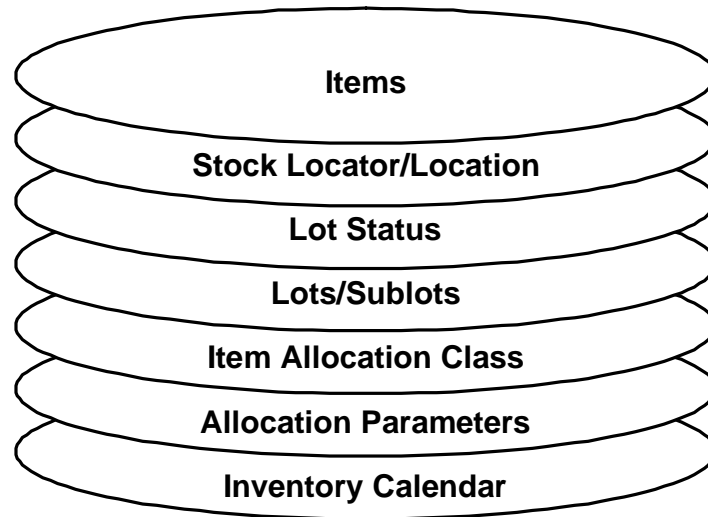 Items
Stock Locator/Location
Lot Status
Lots/Sublots
Item Allocation Class
Allocation Parameters
Inventory Calendar